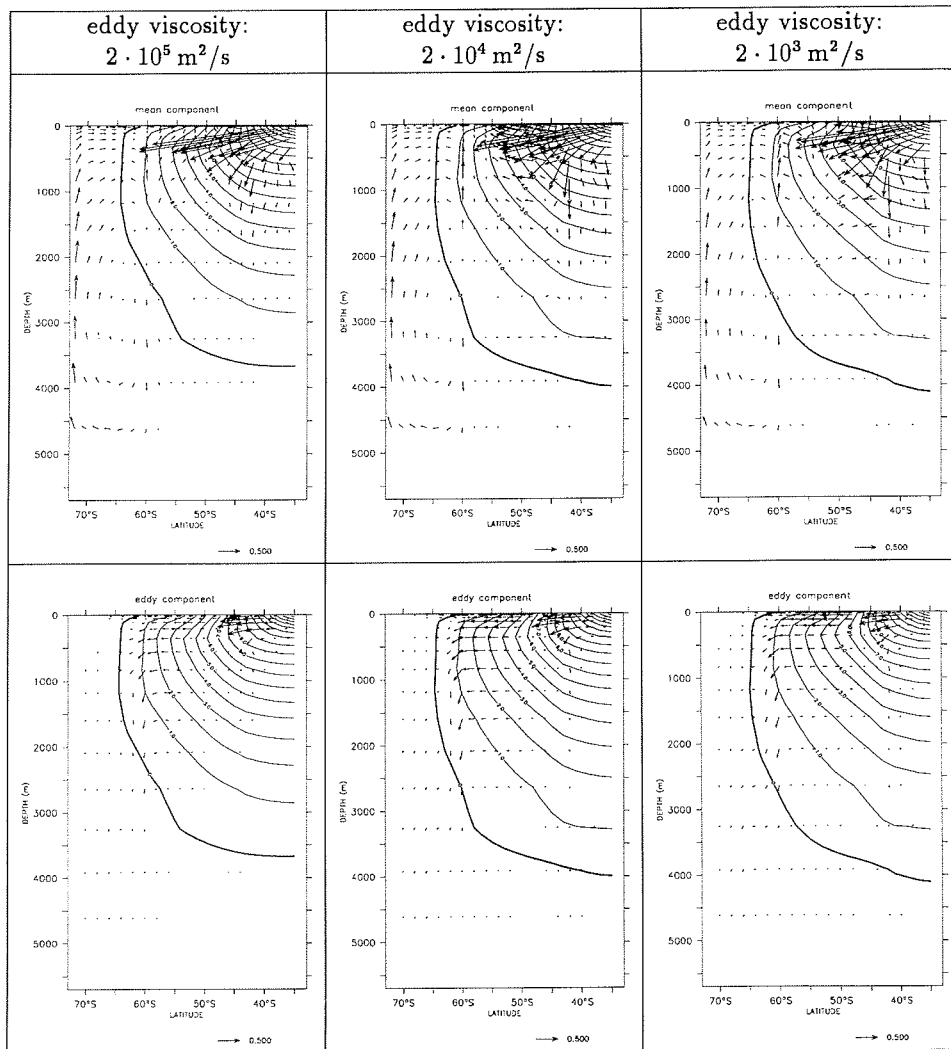 eddy viscosity:
2 · 10⁵ m²/s
eddy viscosity:
2 · 10⁴ m²/s
eddy viscosity:
2 · 10³ m²/s
mean component
0
1000
2000
3000
4000
5000
DEPTH (m)
70°S 60°S 50°S 40°S
LATITUDE
0.500
mean component
0
1000
2000
3000
4000
5000
DEPTH (m)
70°S 60°S 50°S 40°S
LATITUDE
0.500
mean component
0
1000
2000
3000
4000
5000
DEPTH (m)
70°S 60°S 50°S 40°S
LATITUDE
0.500
eddy component
0
1000
2000
3000
4000
5000
DEPTH (m)
70°S 60°S 50°S 40°S
LATITUDE
0.500
eddy component
0
1000
2000
3000
4000
5000
DEPTH (m)
70°S 60°S 50°S 40°S
LATITUDE
0.500
eddy component
0
1000
2000
3000
4000
5000
DEPTH (m)
70°S 60°S 50°S 40°S
LATITUDE
0.500